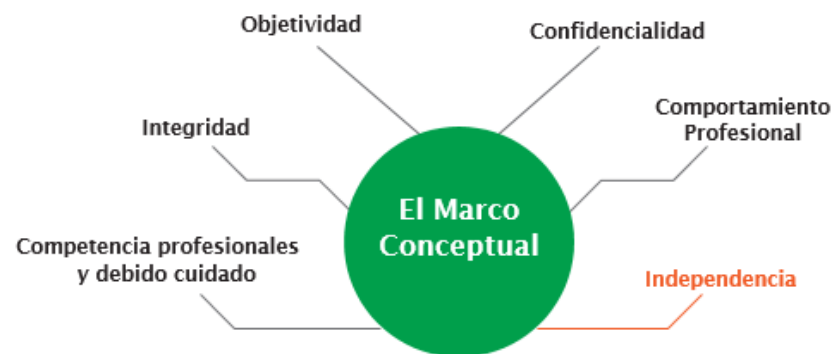 Objetividad
Confidencialidad
Integridad
Comportamiento
Profesional
El Marco
Conceptual
Competencia profesionales
y debido cuidado
Independencia